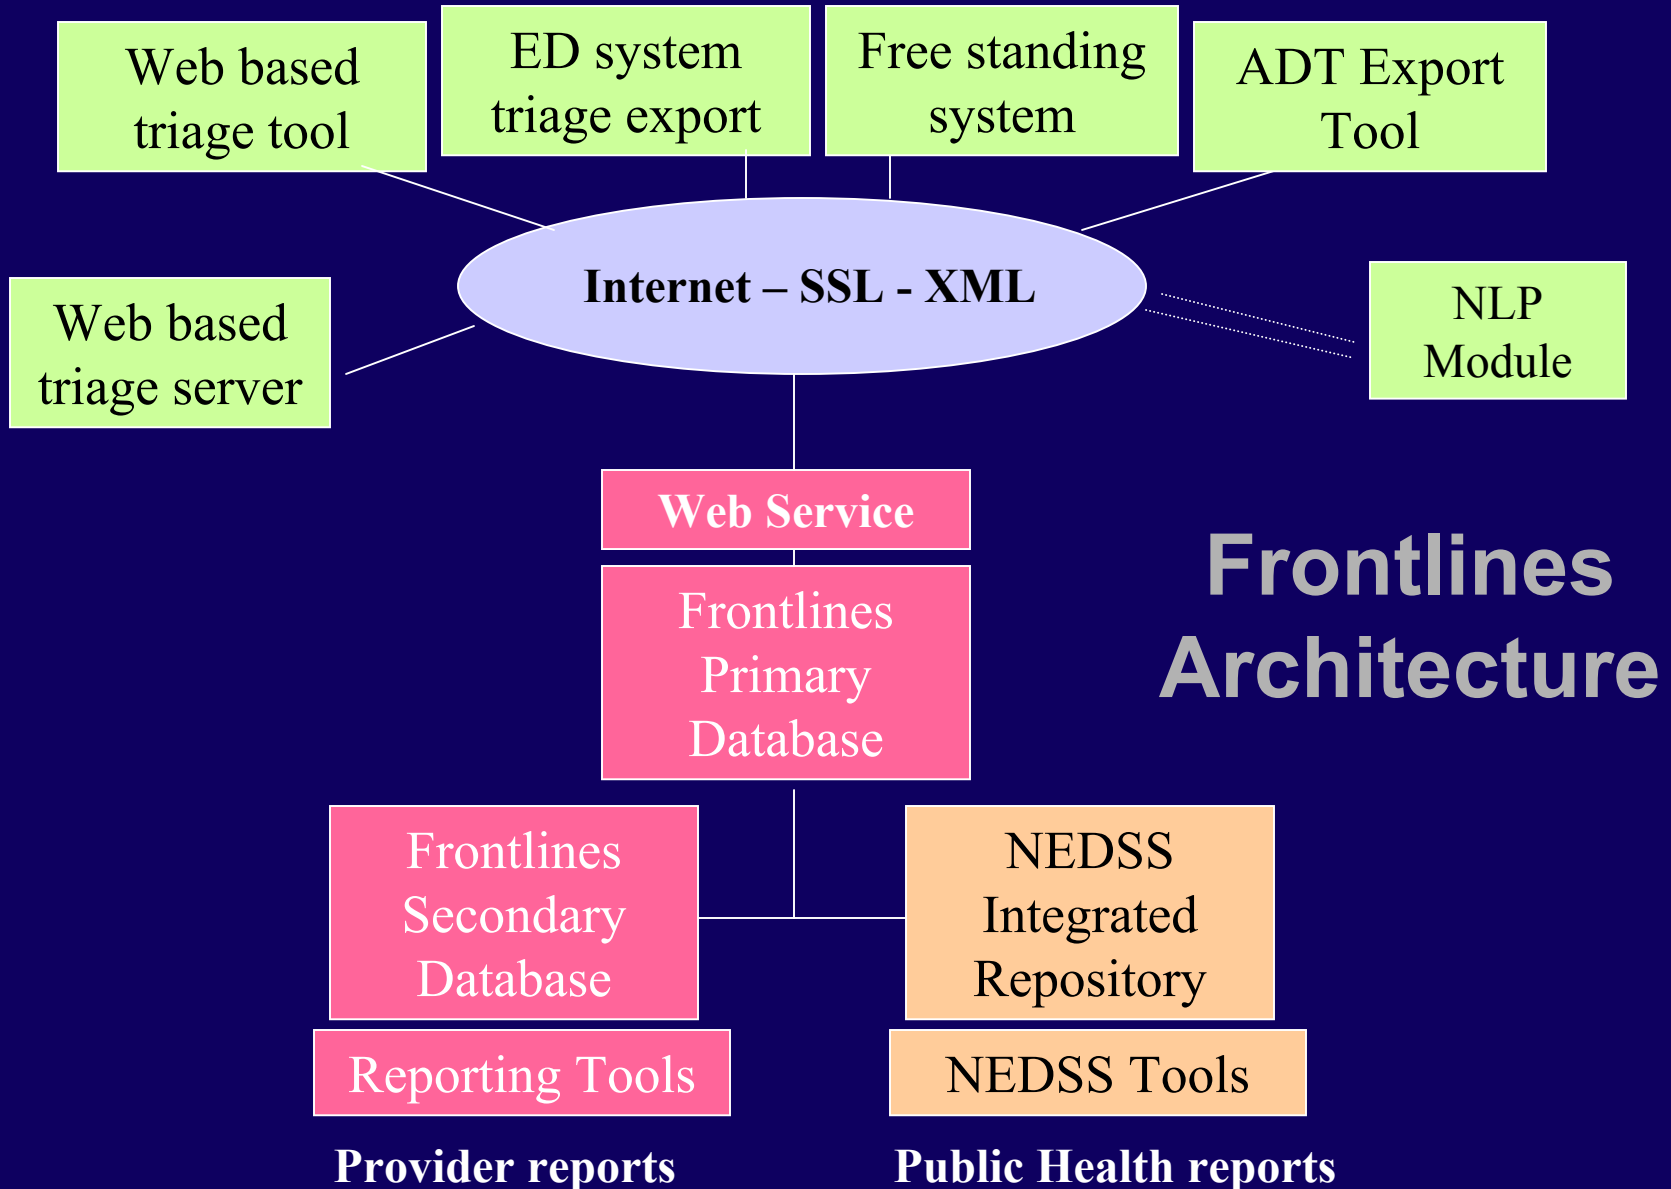 Web based
triage tool
ED system
triage export
Free standing
system
ADT Export
Tool
Internet – SSL - XML
Web based
triage server
NLP
Module
Web Service
Frontlines
Primary
Database
Frontlines
Architecture
Frontlines
Secondary
Database
NEDSS
Integrated
Repository
Reporting Tools
NEDSS Tools
Provider reports
Public Health reports